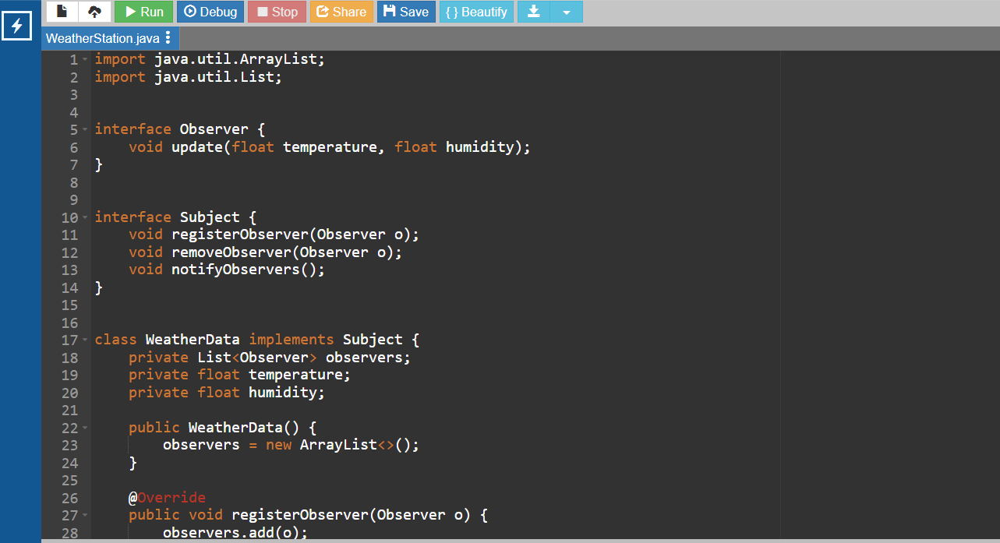 Run Debug Stop Share Save { } Beautify
WeatherStation.java
1 import java.util.ArrayList;
2 import java.util.List;
3
4
5 interface Observer {
6     void update(float temperature, float humidity);
7 }
8
9
10 interface Subject {
11     void registerObserver(Observer o);
12     void removeObserver(Observer o);
13     void notifyObservers();
14 }
15
16
17 class WeatherData implements Subject {
18     private List<Observer> observers;
19     private float temperature;
20     private float humidity;
21
22     public WeatherData() {
23         observers = new ArrayList<>();
24     }
25
26     @Override
27     public void registerObserver(Observer o) {
28         observers.add(o);